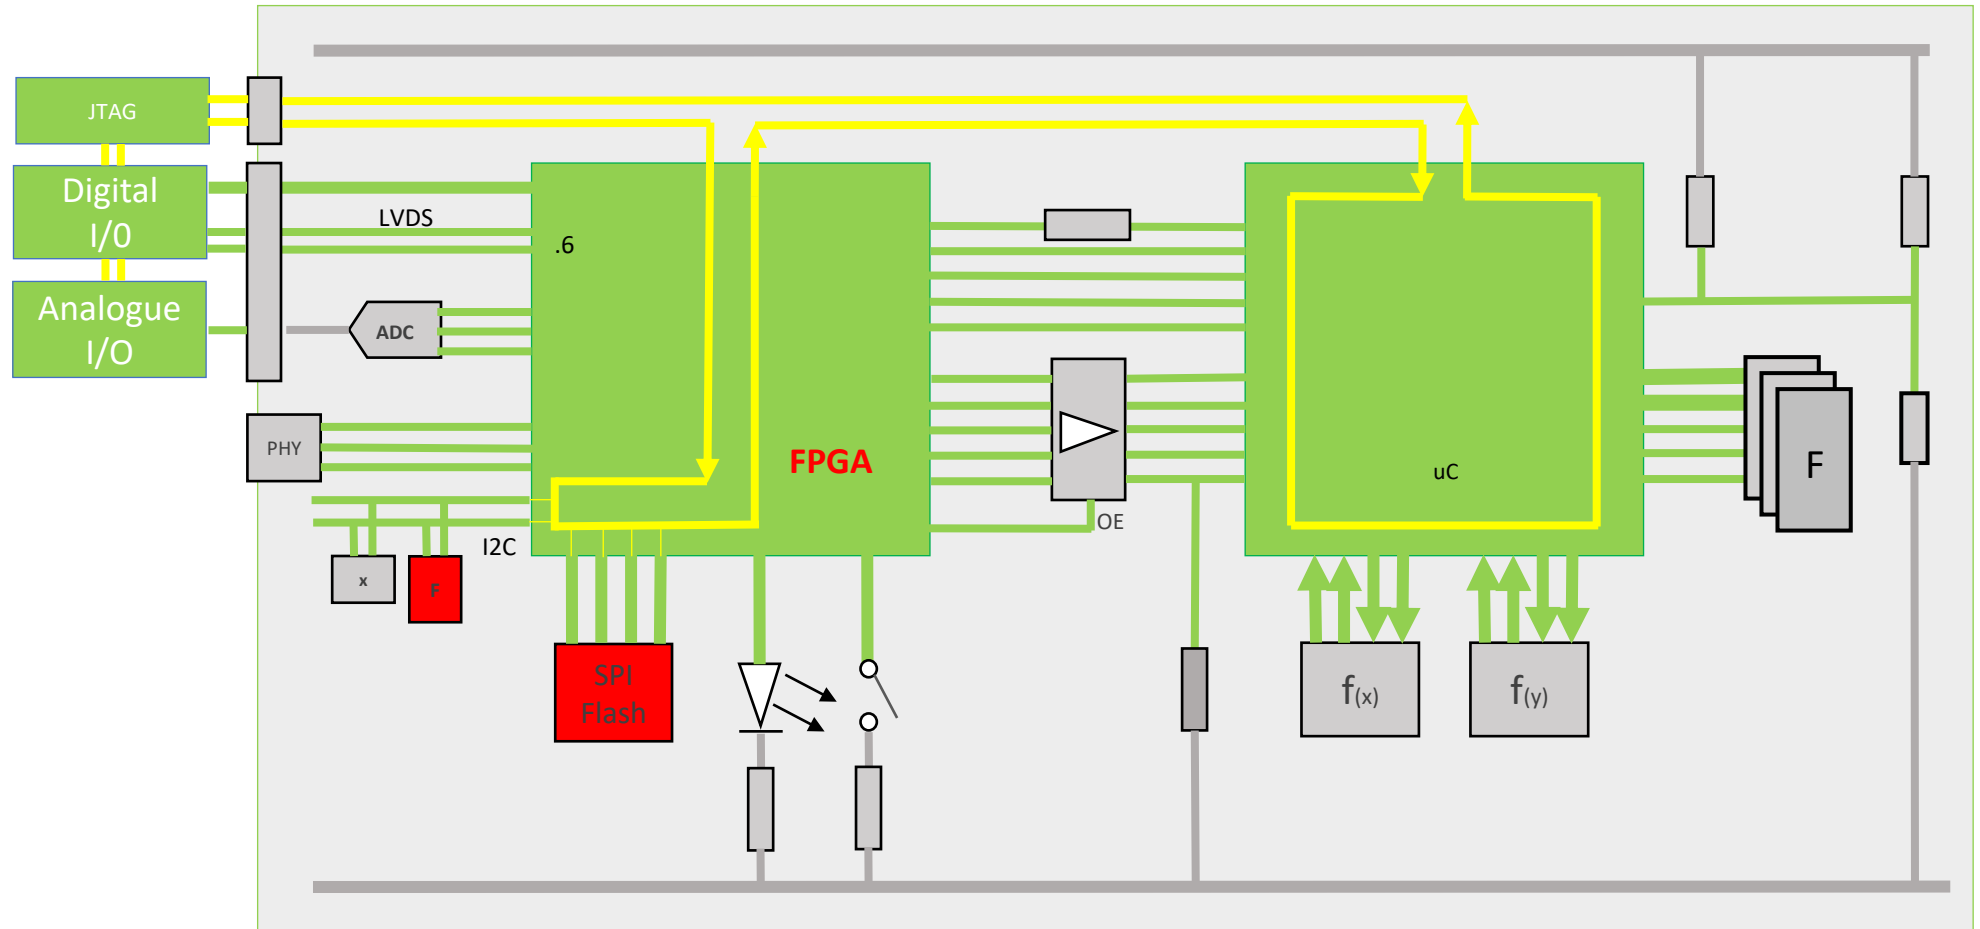 JTAG
Digital
I/0
LVDS
.6
Analogue
I/O
ADC
PHY
FPGA
uC
F
OE
I2C
x
F
SPI
Flash
f(x)
f(y)